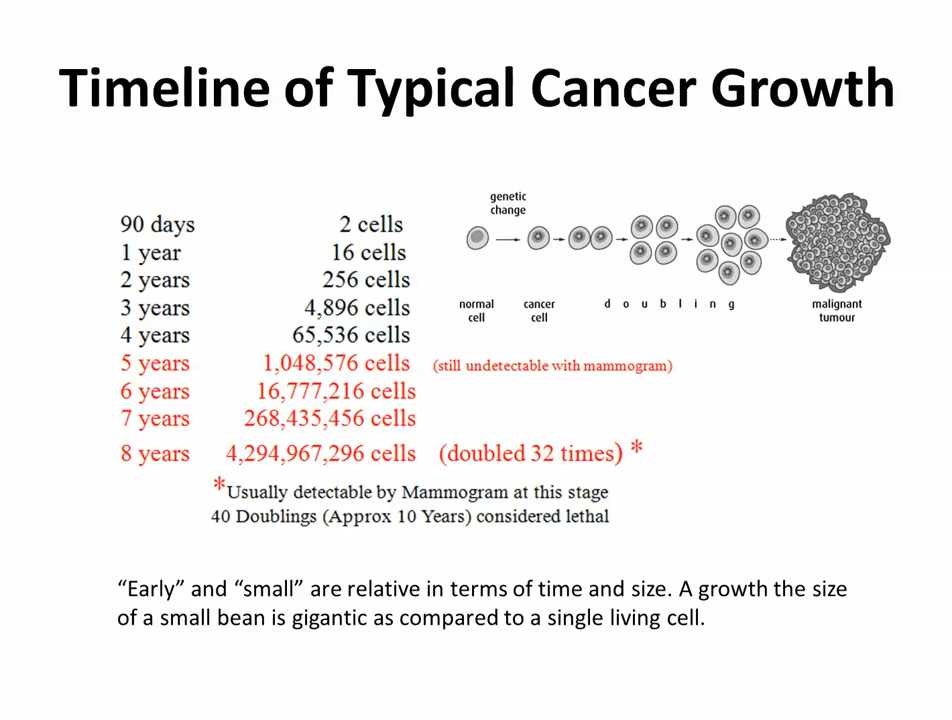 Timeline of Typical Cancer Growth
90 days 2 cells
1 year 16 cells
2 years 256 cells
3 years 4,896 cells
4 years 65,536 cells
5 years 1,048,576 cells (still undetectable with mammogram)
6 years 16,777,216 cells
7 years 268,435,456 cells
8 years 4,294,967,296 cells (doubled 32 times) *
*Usually detectable by Mammogram at this stage
40 Doublings (Approx 10 Years) considered lethal
genetic
change
normal
cell
cancer
cell
d o u b l i n g
malignant
tumour
“Early” and “small” are relative in terms of time and size. A growth the size
of a small bean is gigantic as compared to a single living cell.